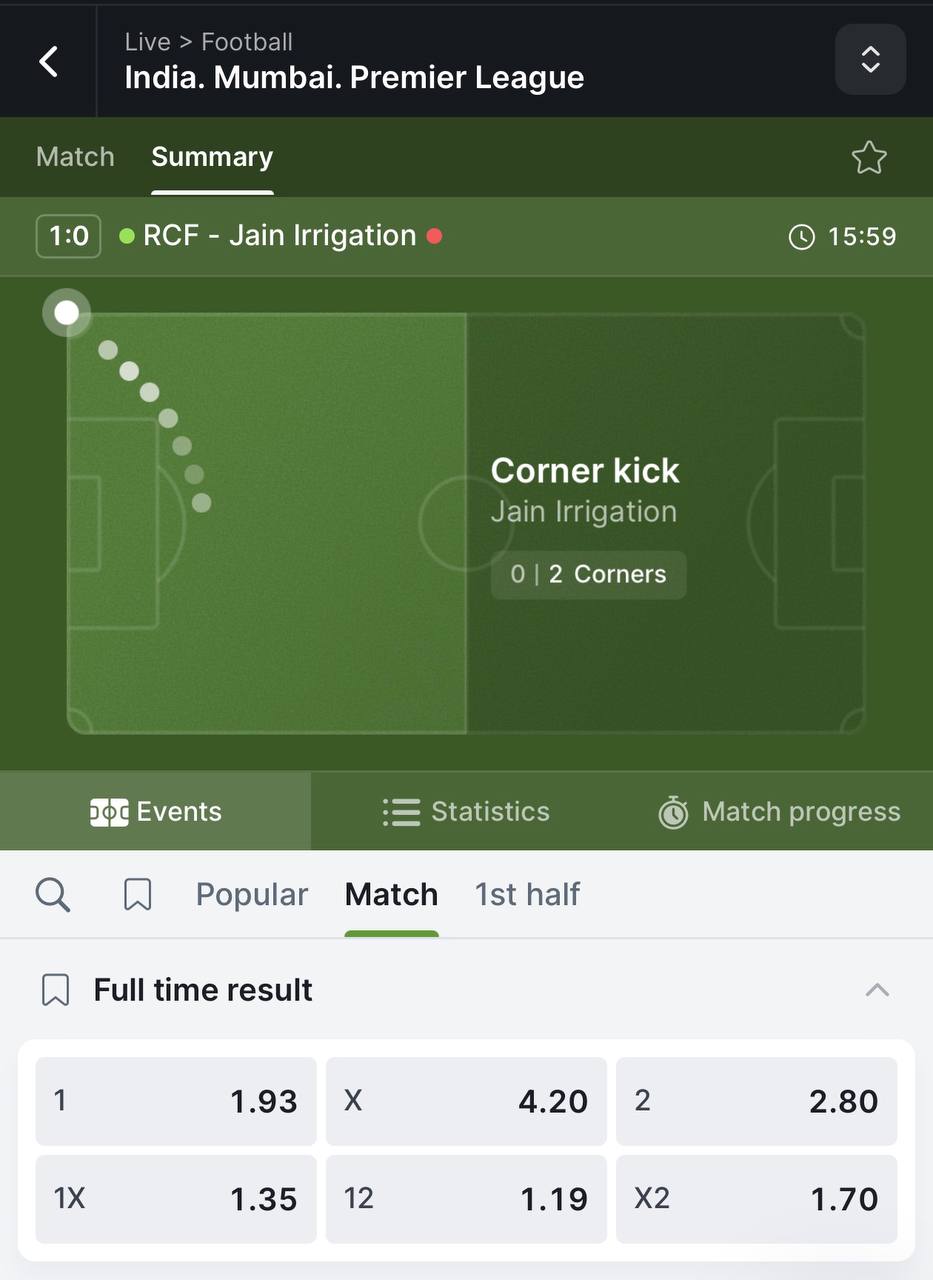 Live > Football
India. Mumbai. Premier League
Match Summary
1:0 RCF - Jain Irrigation 15:59
Corner kick
Jain Irrigation
0 | 2 Corners
Events Statistics Match progress
Popular Match 1st half
Full time result
1 1.93 X 4.20 2 2.80
1X 1.35 12 1.19 X2 1.70